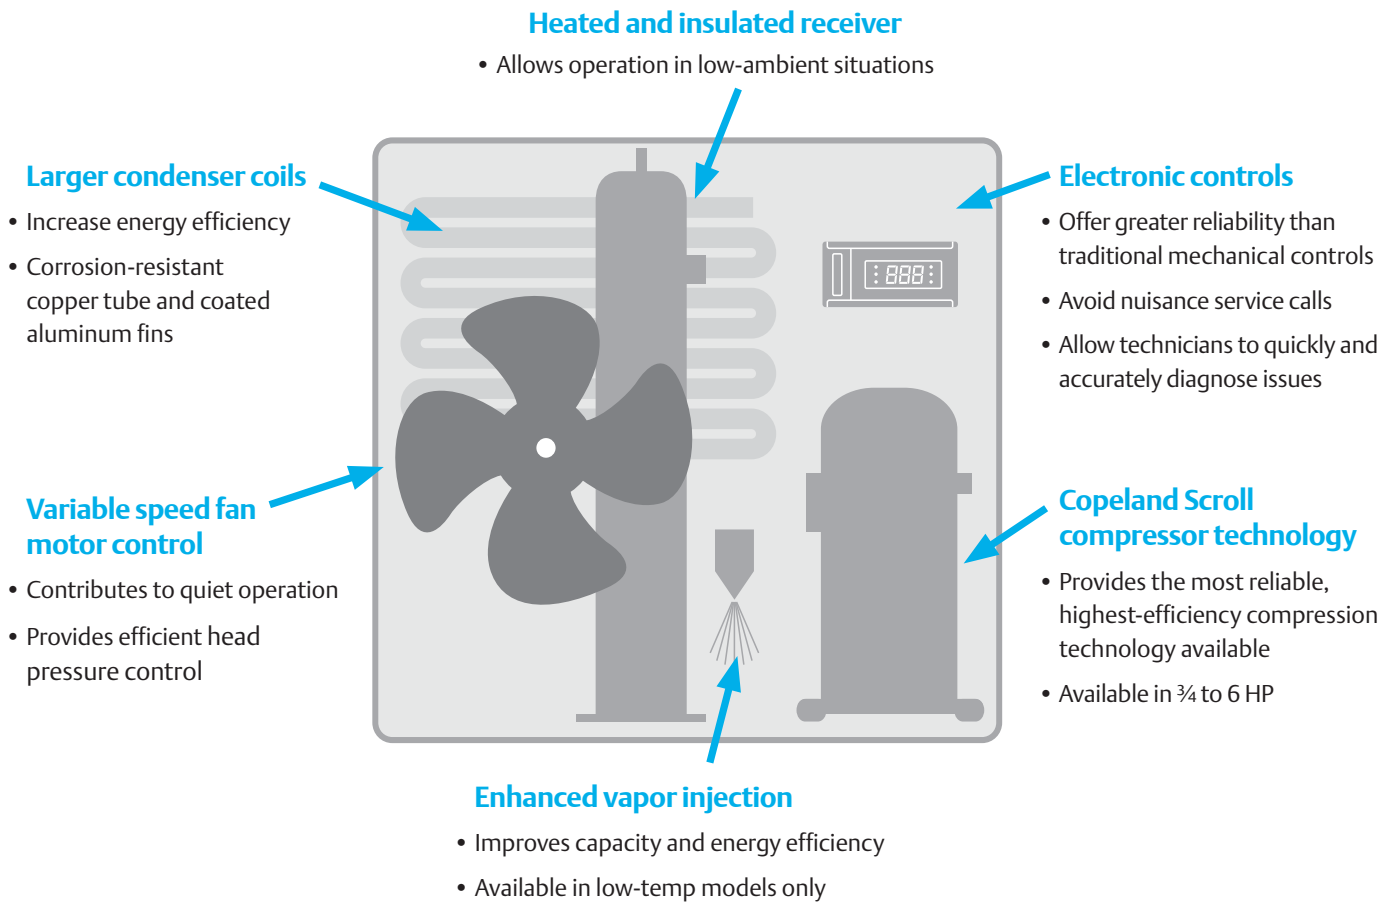 Heated and insulated receiver
• Allows operation in low-ambient situations
Larger condenser coils
• Increase energy efficiency
• Corrosion-resistant
copper tube and coated
aluminum fins
Variable speed fan
motor control
• Contributes to quiet operation
• Provides efficient head
pressure control
888
Electronic controls
• Offer greater reliability than
traditional mechanical controls
• Avoid nuisance service calls
• Allow technicians to quickly and
accurately diagnose issues
Copeland Scroll
compressor technology
• Provides the most reliable,
highest-efficiency compression
technology available
• Available in ¾ to 6 HP
Enhanced vapor injection
• Improves capacity and energy efficiency
• Available in low-temp models only